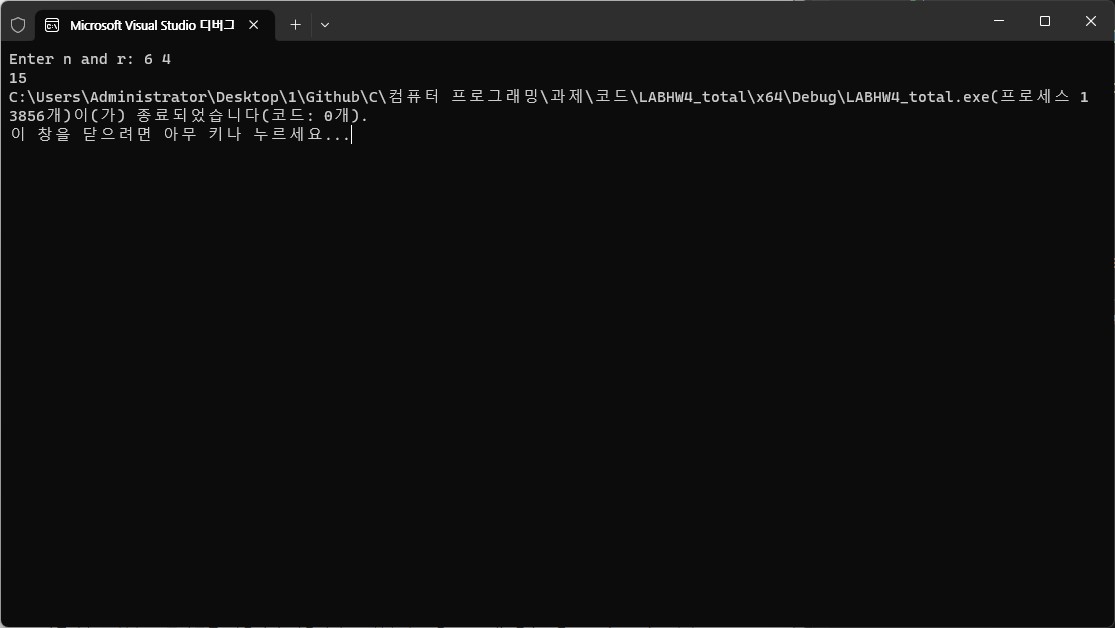 Microsoft Visual Studio 디버그
Enter n and r: 6 4
15
C:\Users\Administrator\Desktop\1\Github\C\컴퓨터 프로그래밍\과제\코드\LABHW4_total\x64\Debug\LABHW4_total.exe(프로세스 1
3856개)이(가) 종료되었습니다(코드: 0개).
이 창을 닫으려면 아무 키나 누르세요...